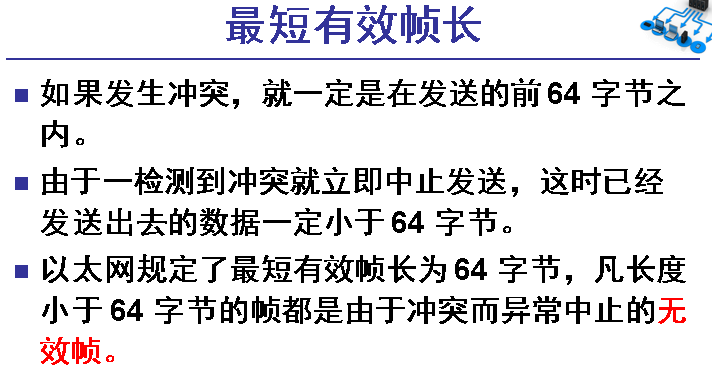 最短有效帧长
如果发生冲突，就一定是在发送的前 64 字节之
内。
由于一检测到冲突就立即中止发送，这时已经
发送出去的数据一定小于 64 字节。
以太网规定了最短有效帧长为 64 字节，凡长度
小于 64 字节的帧都是由于冲突而异常中止的无
效帧。